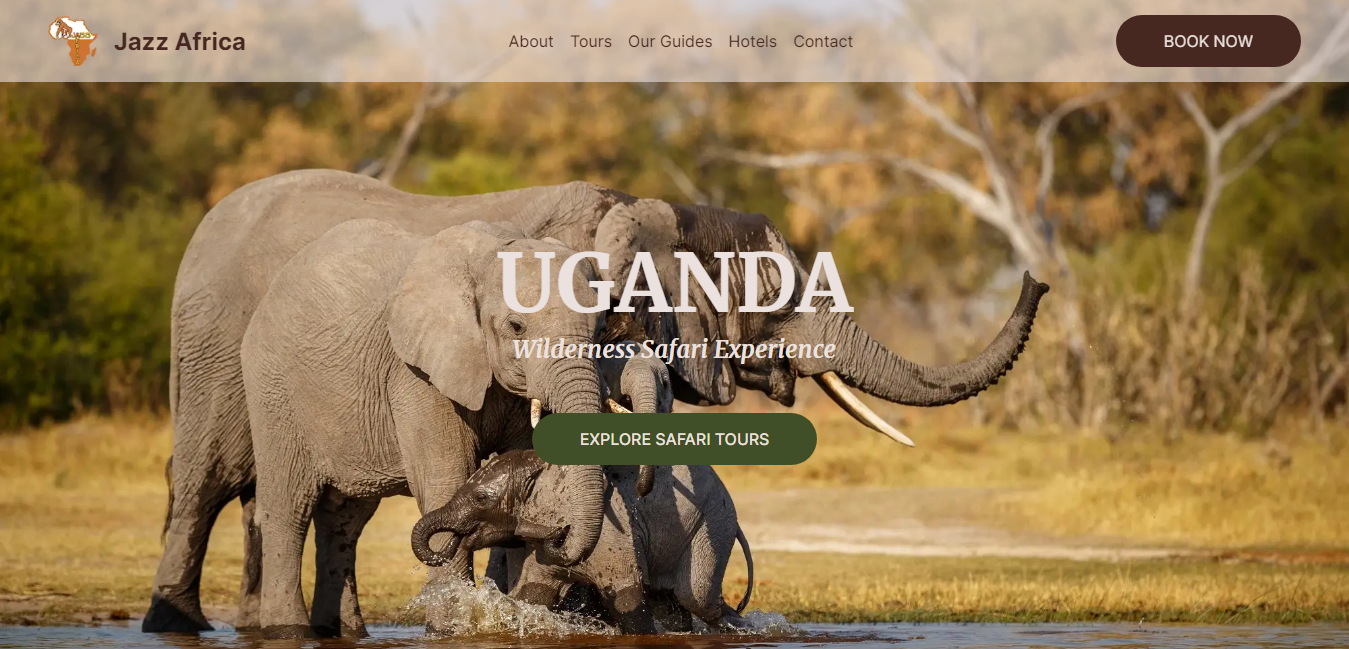 Jazz Africa
About Tours Our Guides Hotels Contact
BOOK NOW
UGANDA
Wilderness Safari Experience
EXPLORE SAFARI TOURS